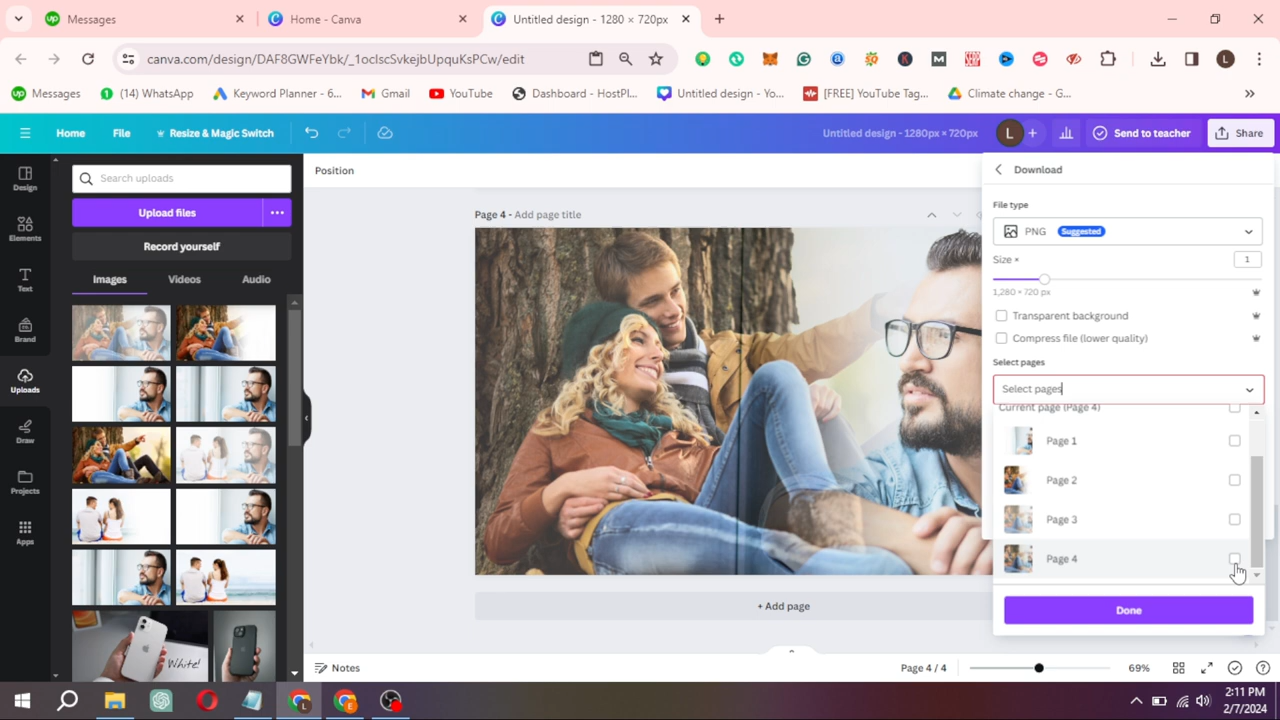 Messages
Home - Canva
Untitled design - 1280 × 720px
canva.com/design/DAF8GWFeYbk/_1ocIscSvkejbUpquKsPCw/edit
Messages
(14) WhatsApp
Keyword Planner - 6...
Gmail
YouTube
Dashboard - HostPl...
Untitled design - Yo...
[FREE] YouTube Tag...
Climate change - G...
Home
File
Resize & Magic Switch
Untitled design - 1280px × 720px
L
Send to teacher
Share
Design
Elements
Text
Brand
Uploads
Draw
Projects
Apps
Search uploads
Upload files
Record yourself
Images
Videos
Audio
White!
Position
Page 4 - Add page title
+ Add page
Download
File type
PNG
Suggested
Size ×
1
1,280 × 720 px
Transparent background
Compress file (lower quality)
Select pages
Select pages
Current page (Page 4)
Page 1
Page 2
Page 3
Page 4
Done
Notes
Page 4 / 4
69%
2:11 PM
2/7/2024